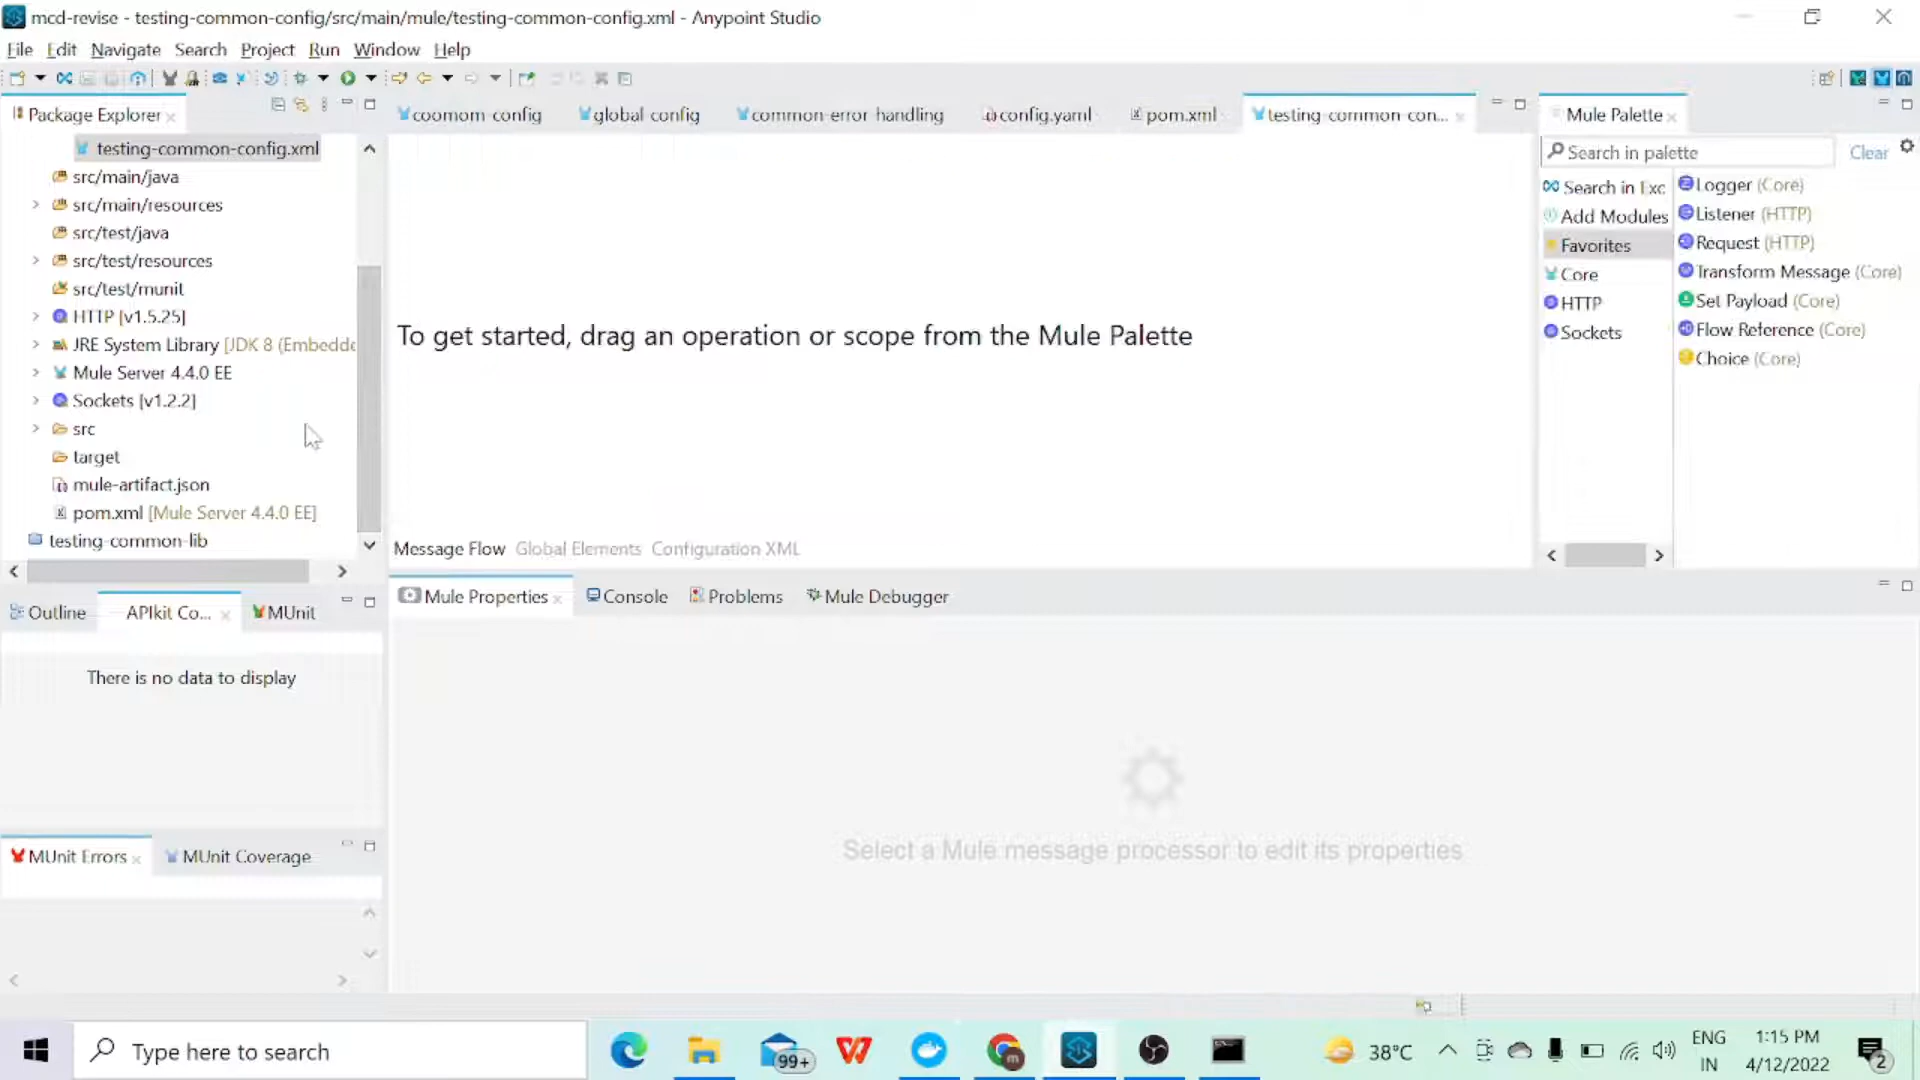 mcd-revise - testing-common-config/src/main/mule/testing-common-config.xml - Anypoint Studio
File Edit Navigate Search Project Run Window Help
Package Explorer
testing-common-config.xml
src/main/java
src/main/resources
src/test/java
src/test/resources
src/test/munit
HTTP [v1.5.25]
JRE System Library [JDK 8 (Embedde
Mule Server 4.4.0 EE
Sockets [v1.2.2]
src
target
mule-artifact.json
pom.xml [Mule Server 4.4.0 EE]
testing-common-lib
coomom-config global-config common-error-handling config.yaml pom.xml testing-common-con...
To get started, drag an operation or scope from the Mule Palette
Message Flow Global Elements Configuration XML
Mule Palette
Search in palette Clear
Search in Exc
Add Modules
Favorites
Core
HTTP
Sockets
Logger (Core)
Listener (HTTP)
Request (HTTP)
Transform Message (Core)
Set Payload (Core)
Flow Reference (Core)
Choice (Core)
Outline APIkit Co... MUnit
There is no data to display
MUnit Errors MUnit Coverage
Mule Properties Console Problems Mule Debugger
Select a Mule message processor to edit its properties
Type here to search
99+
38°C
ENG
IN
1:15 PM
4/12/2022
2